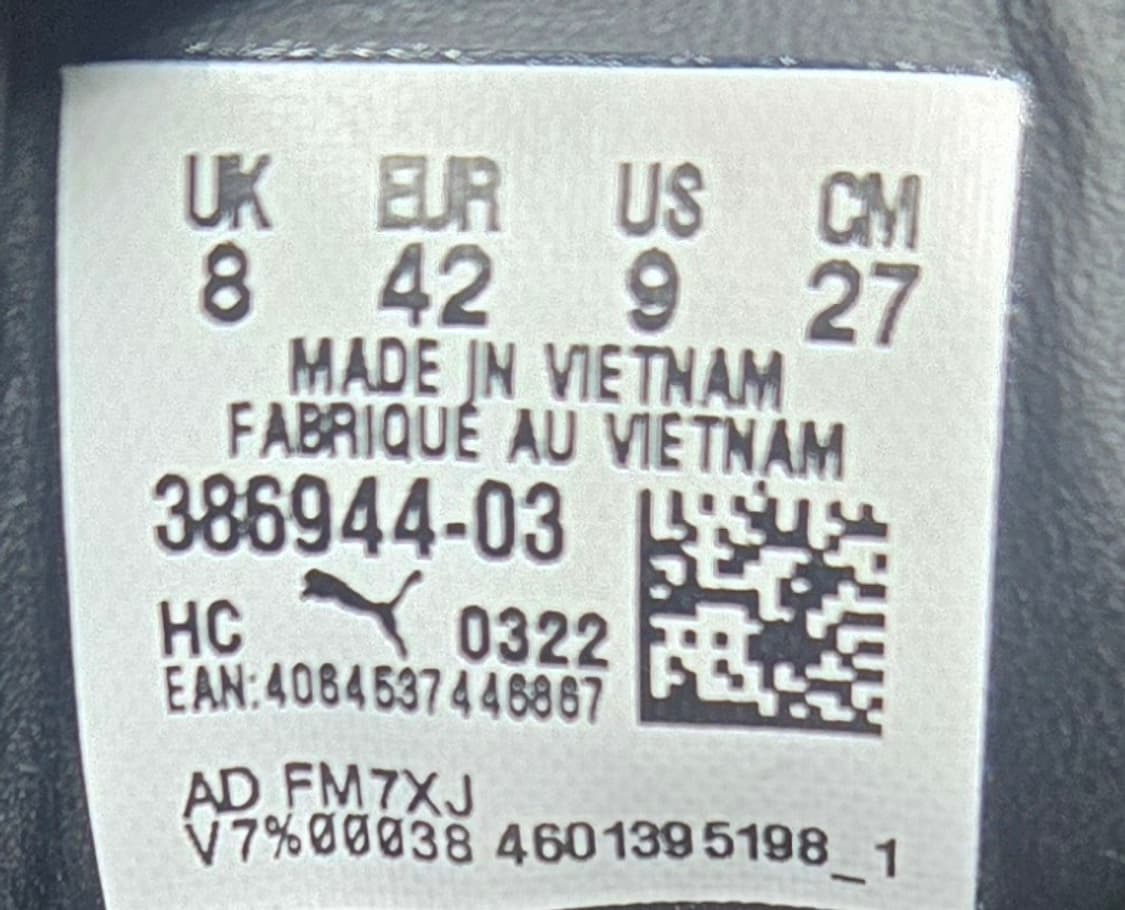 UK EUR US CM
8 42 9 27
MADE IN VIETNAM
FABRIQUÉ AU VIETNAM
386944-03
HC 0322
EAN:4064537446867
AD FM7XJ
V7%00038 4601395198_1